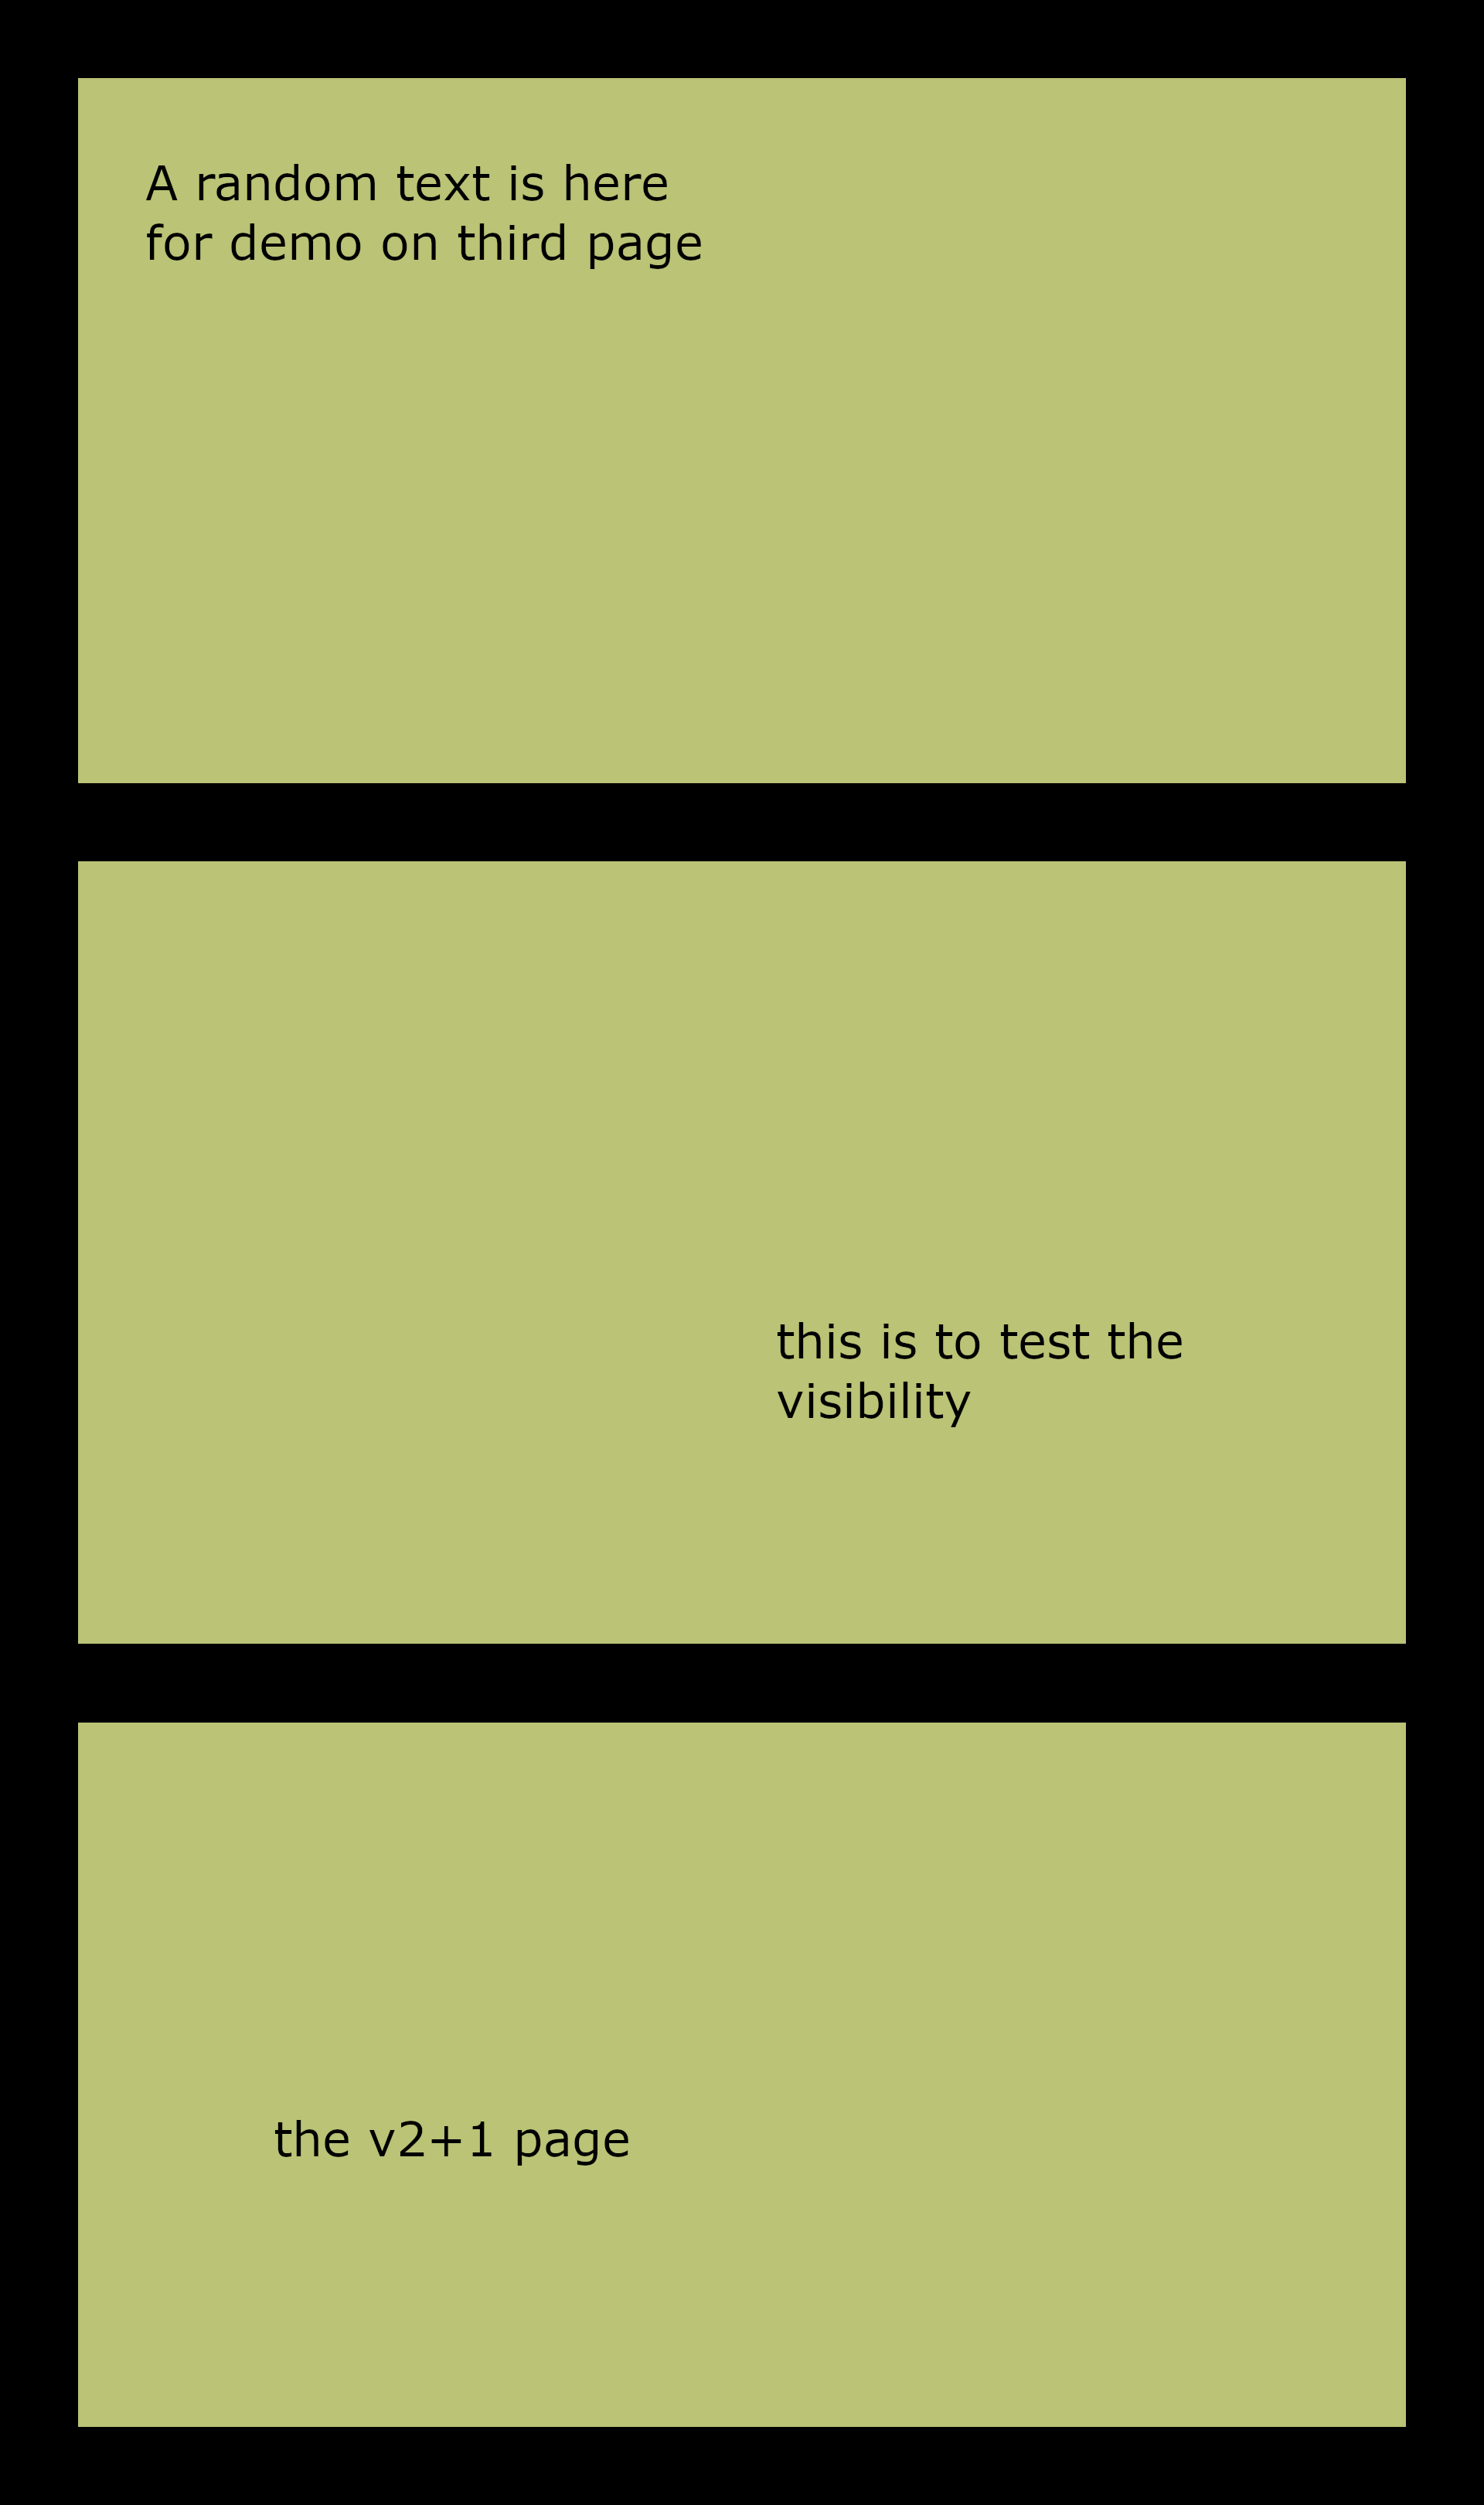 A random text is here
for demo on third page
this is to test the
visibility
the v2+1 page